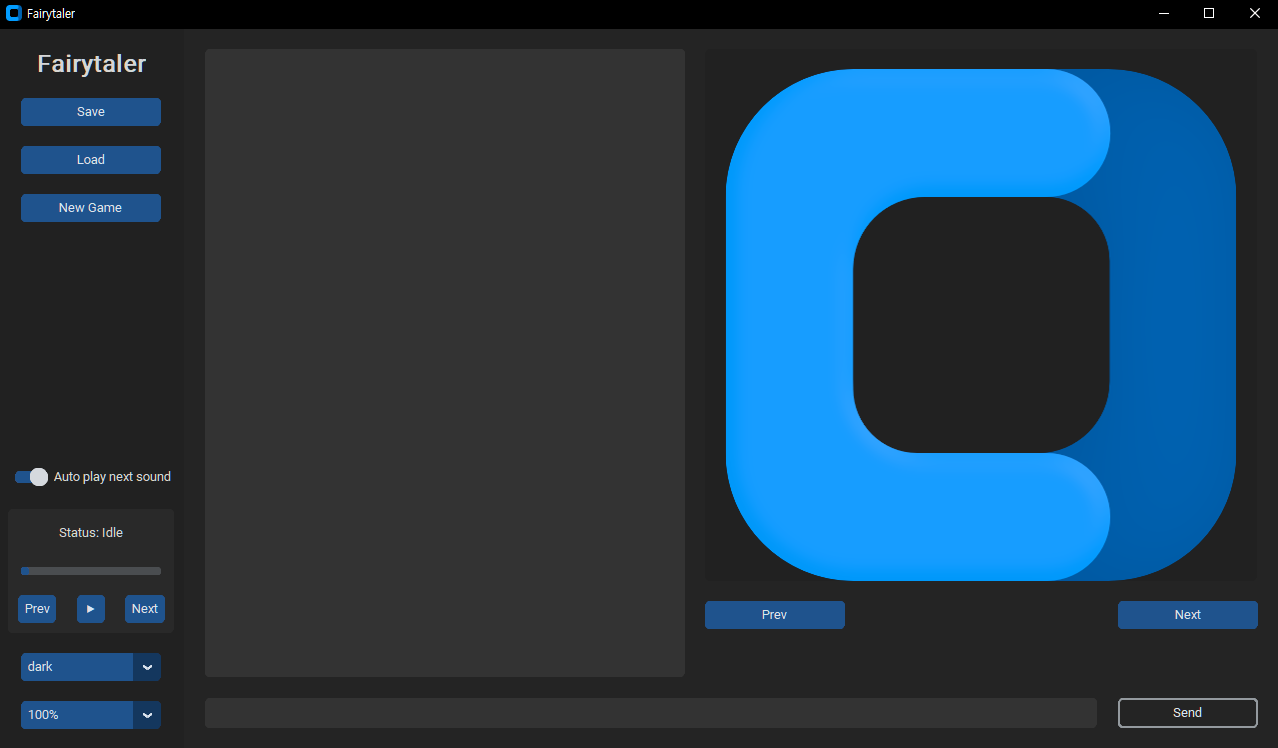 Fairytaler
Fairytaler
Save
Load
New Game
Auto play next sound
Status: Idle
Prev
Next
dark
100%
Prev
Next
Send